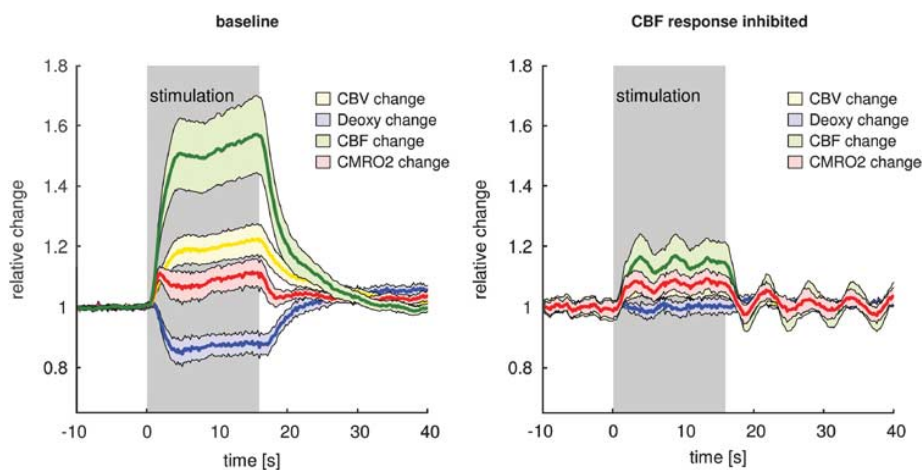 baseline
CBF response inhibited
relative change
1.8
1.6
1.4
1.2
1
0.8
stimulation
CBV change
Deoxy change
CBF change
CMRO2 change
-10
0
10
20
30
40
time [s]
relative change
1.8
1.6
1.4
1.2
1
0.8
stimulation
CBV change
Deoxy change
CBF change
CMRO2 change
-10
0
10
20
30
40
time [s]